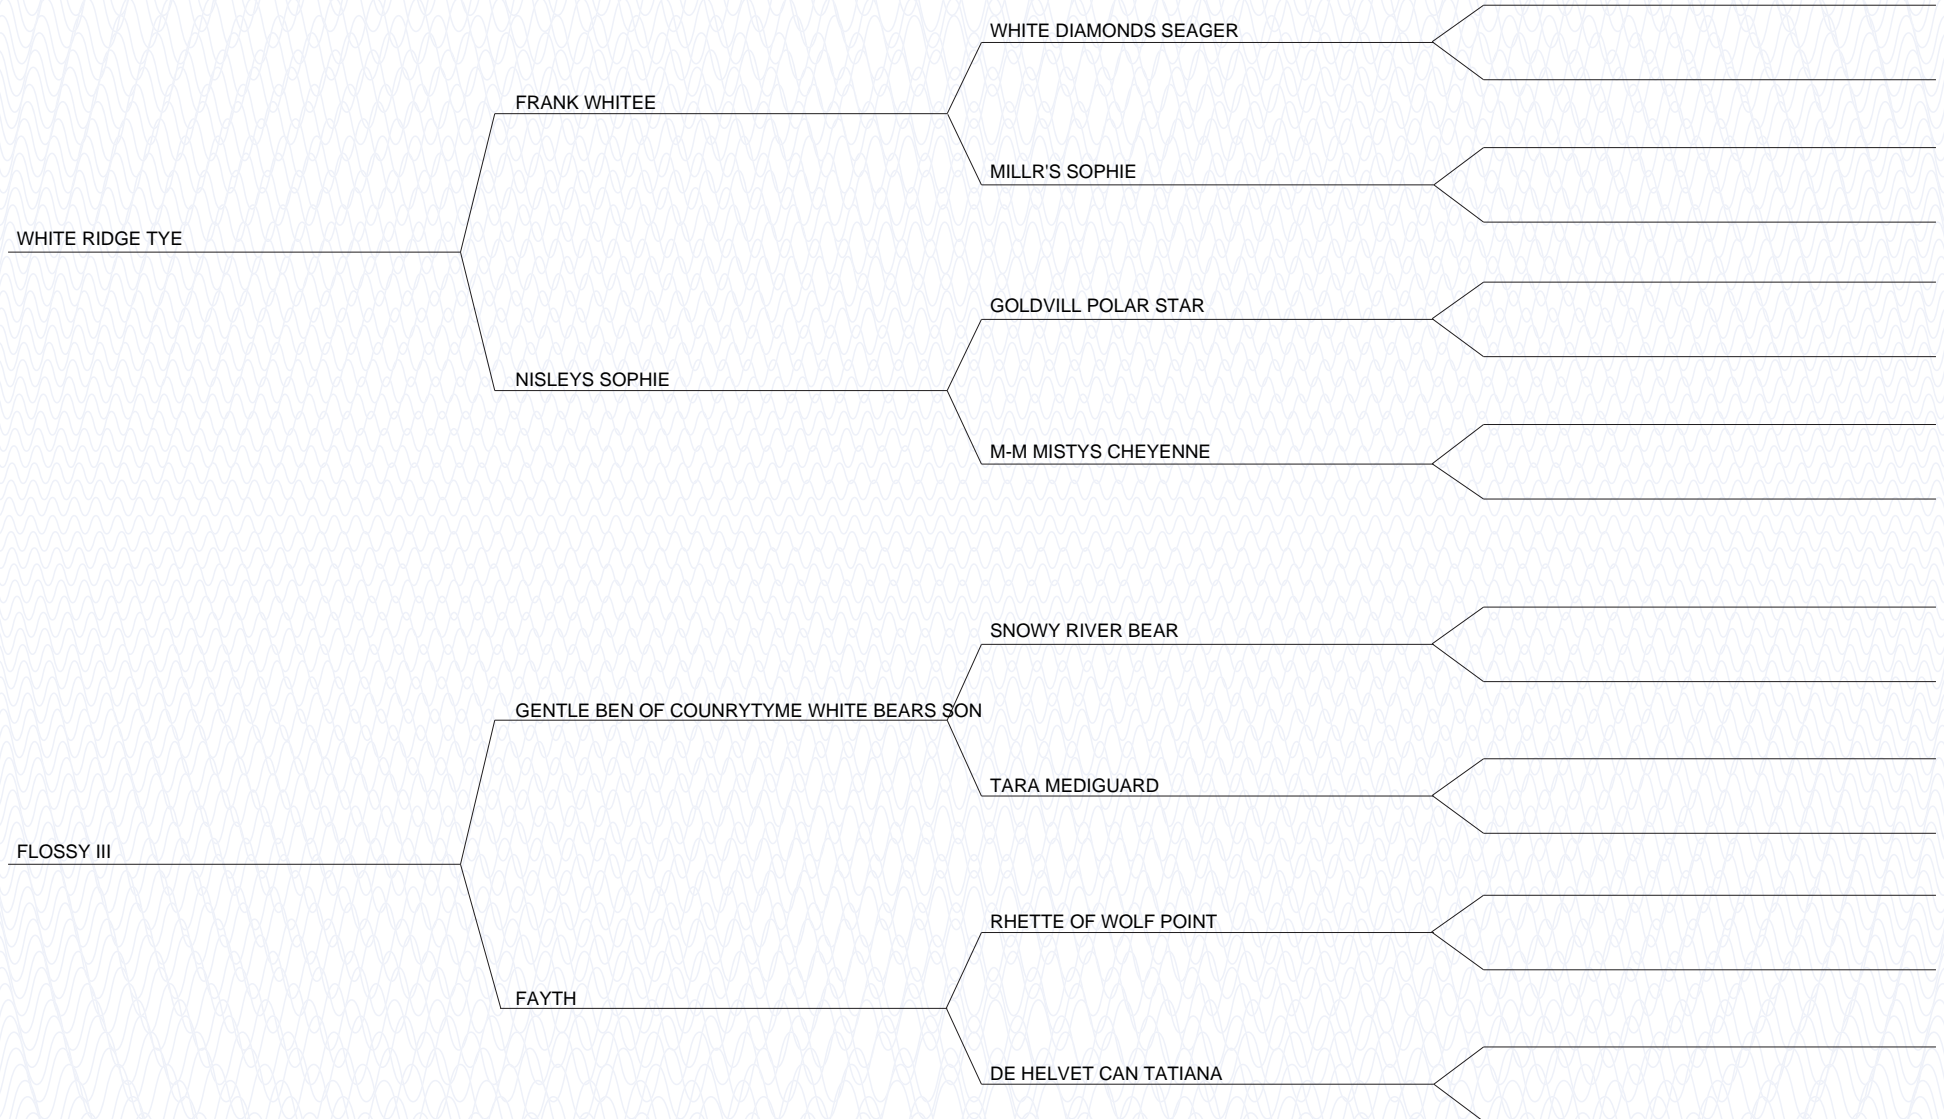 WHITE DIAMONDS SEAGER
FRANK WHITEE
MILLR'S SOPHIE
WHITE RIDGE TYE
GOLDVILL POLAR STAR
NISLEYS SOPHIE
M-M MISTYS CHEYENNE
SNOWY RIVER BEAR
GENTLE BEN OF COUNRYTYME WHITE BEARS SON
TARA MEDIGUARD
FLOSSY III
RHETTE OF WOLF POINT
FAYTH
DE HELVET CAN TATIANA